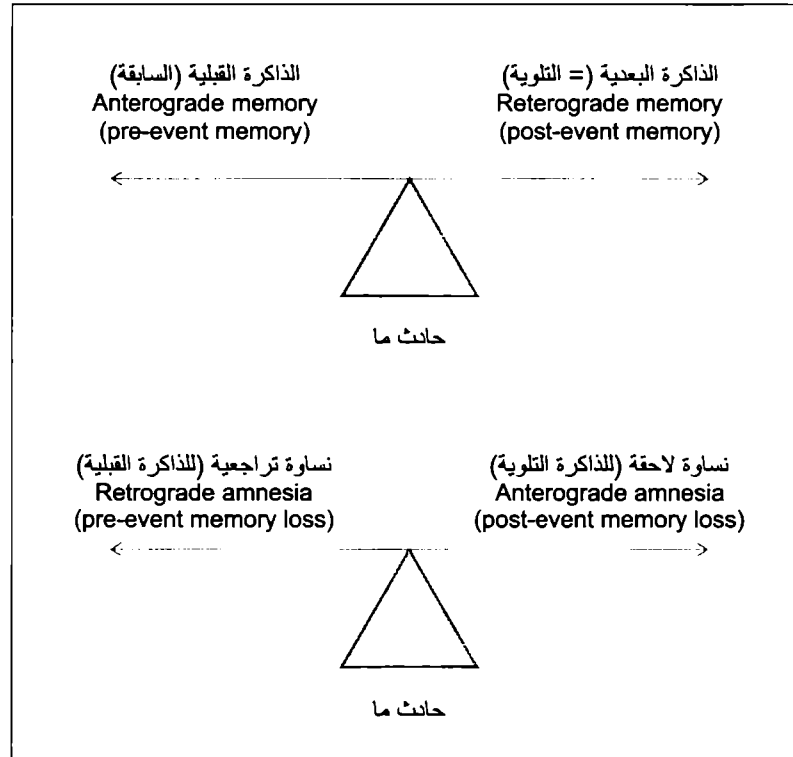 الذاكرة القبلية (السابقة)
Anterograde memory
(pre-event memory)
الذاكرة البعدية (= التلوية)
Reterograde memory
(post-event memory)
حادث ما
نساوة تراجعية (للذاكرة القبلية)
Retrograde amnesia
(pre-event memory loss)
نساوة لاحقة (للذاكرة التلوية)
Anterograde amnesia
(post-event memory loss)
حادث ما